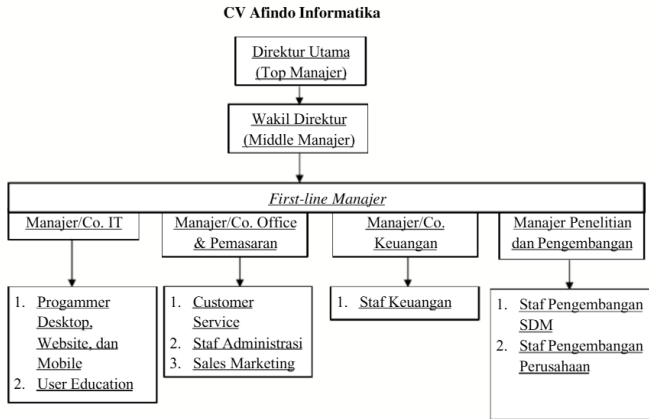 CV Afindo Informatika
Direktur Utama
(Top Manajer)
Wakil Direktur
(Middle Manajer)
First-line Manajer
Manajer/Co. IT
Manajer/Co. Office
& Pemasaran
Manajer/Co.
Keuangan
Manajer Penelitian
dan Pengembangan
1. Progammer
Desktop,
Website, dan
Mobile
2. User Education
1. Customer
Service
2. Staf Administrasi
3. Sales Marketing
1. Staf Keuangan
1. Staf Pengembangan
SDM
2. Staf Pengembangan
Perusahaan